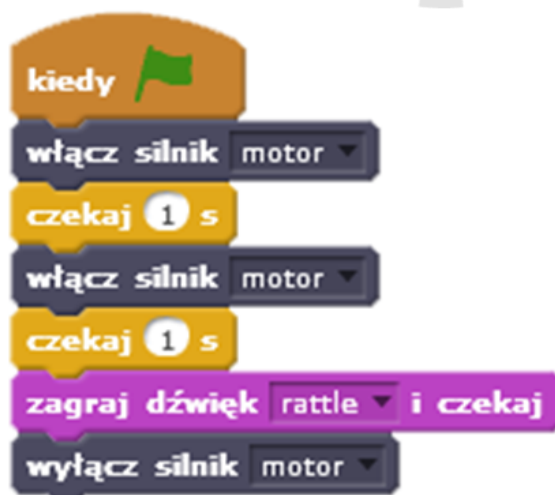 kiedy
włącz silnik motor
czekaj 1 s
włącz silnik motor
czekaj 1 s
zagraj dźwięk rattle i czekaj
wyłącz silnik motor